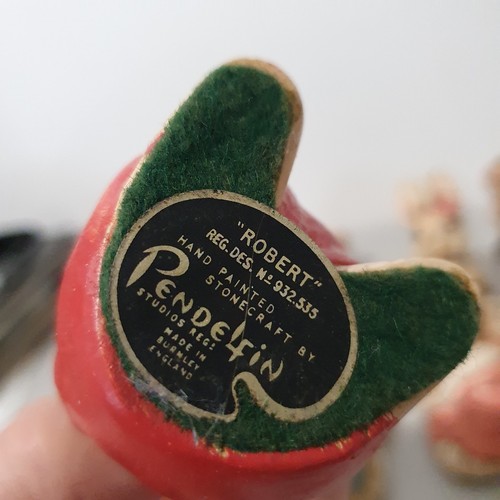 "ROBERT"
REG. DES. Nº 932.535
HAND PAINTED
STONECRAFT BY
PENDELFIN
STUDIOS REGᴰ
MADE IN
BURNLEY
ENGLAND